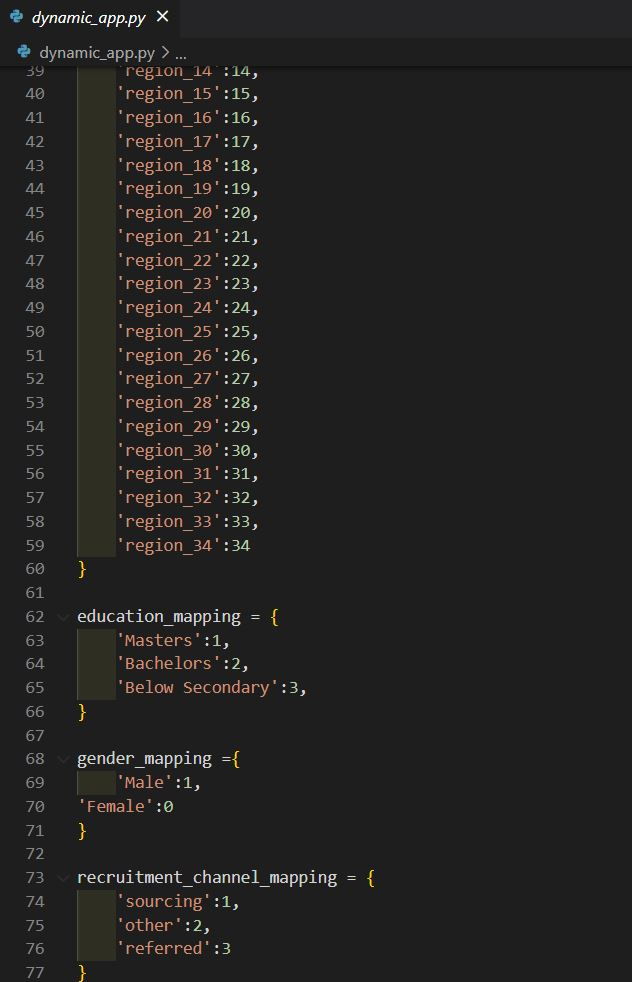 dynamic_app.py ×
dynamic_app.py > ...
39 'region_14':14,
40 'region_15':15,
41 'region_16':16,
42 'region_17':17,
43 'region_18':18,
44 'region_19':19,
45 'region_20':20,
46 'region_21':21,
47 'region_22':22,
48 'region_23':23,
49 'region_24':24,
50 'region_25':25,
51 'region_26':26,
52 'region_27':27,
53 'region_28':28,
54 'region_29':29,
55 'region_30':30,
56 'region_31':31,
57 'region_32':32,
58 'region_33':33,
59 'region_34':34
60 }
61
62 education_mapping = {
63 'Masters':1,
64 'Bachelors':2,
65 'Below Secondary':3,
66 }
67
68 gender_mapping ={
69 'Male':1,
70 'Female':0
71 }
72
73 recruitment_channel_mapping = {
74 'sourcing':1,
75 'other':2,
76 'referred':3
77 }